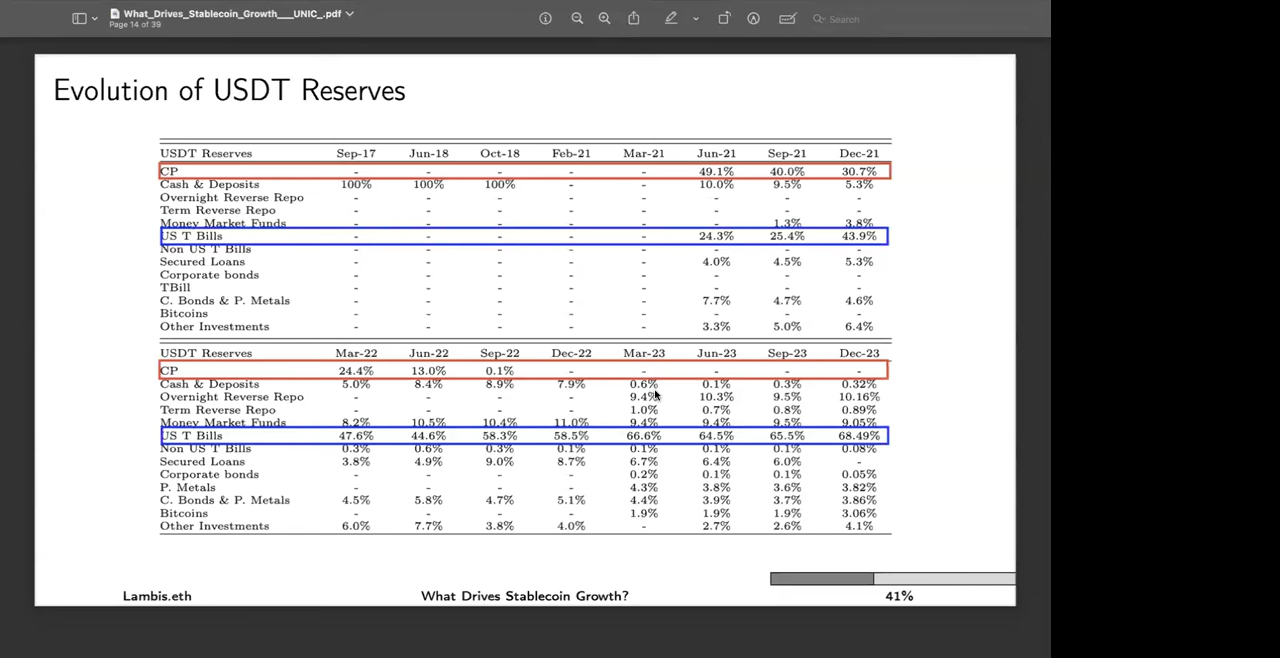 What_Drives_Stablecoin_Growth___UNIC_.pdf
Page 14 of 39
Search
Evolution of USDT Reserves
USDT Reserves Sep-17 Jun-18 Oct-18 Feb-21 Mar-21 Jun-21 Sep-21 Dec-21
CP - - - - - 49.1% 40.0% 30.7%
Cash & Deposits 100% 100% 100% - - 10.0% 9.5% 5.3%
Overnight Reverse Repo - - - - - - - -
Term Reverse Repo - - - - - - - -
Money Market Funds - - - - - - 1.3% 3.8%
US T Bills - - - - - 24.3% 25.4% 43.9%
Non US T Bills - - - - - - - -
Secured Loans - - - - - 4.0% 4.5% 5.3%
Corporate bonds - - - - - - - -
TBill - - - - - - - -
C. Bonds & P. Metals - - - - - 7.7% 4.7% 4.6%
Bitcoins - - - - - - - -
Other Investments - - - - - 3.3% 5.0% 6.4%
USDT Reserves Mar-22 Jun-22 Sep-22 Dec-22 Mar-23 Jun-23 Sep-23 Dec-23
CP 24.4% 13.0% 0.1% - - - - -
Cash & Deposits 5.0% 8.4% 8.9% 7.9% 0.6% 0.1% 0.3% 0.32%
Overnight Reverse Repo - - - - 9.4% 10.3% 9.5% 10.16%
Term Reverse Repo - - - - 1.0% 0.7% 0.8% 0.89%
Money Market Funds 8.2% 10.5% 10.4% 11.0% 9.4% 9.4% 9.5% 9.05%
US T Bills 47.6% 44.6% 58.3% 58.5% 66.6% 64.5% 65.5% 68.49%
Non US T Bills 0.3% 0.6% 0.3% 0.1% 0.1% 0.1% 0.1% 0.08%
Secured Loans 3.8% 4.9% 9.0% 8.7% 6.7% 6.4% 6.0% -
Corporate bonds - - - - 0.2% 0.1% 0.1% 0.05%
P. Metals - - - - 4.3% 3.8% 3.6% 3.82%
C. Bonds & P. Metals 4.5% 5.8% 4.7% 5.1% 4.4% 3.9% 3.7% 3.86%
Bitcoins - - - - 1.9% 1.9% 1.9% 3.06%
Other Investments 6.0% 7.7% 3.8% 4.0% - 2.7% 2.6% 4.1%
Lambis.eth What Drives Stablecoin Growth? 41%